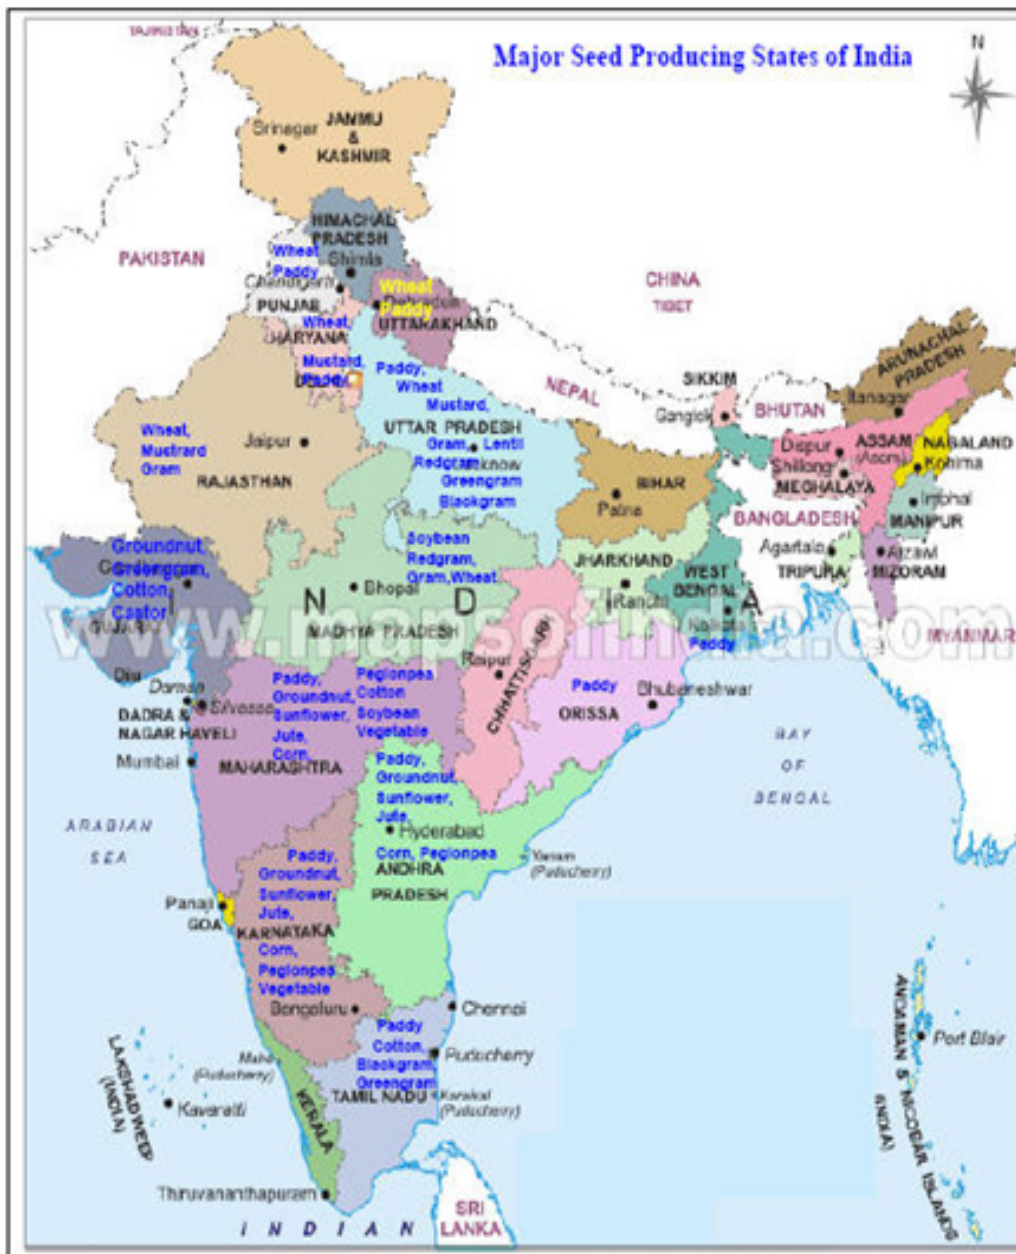 TAJIKISTAN
Major Seed Producing States of India
N
JAMMU
&
KASHMIR
Srinagar
HIMACHAL
PRADESH
Shimla
PAKISTAN
Wheat
Paddy
Chandigarh
PUNJAB
Wheat
Paddy
UTTARAKHAND
CHINA
TIBET
Wheat,
HARYANA
Mustard,
Paddy
Paddy,
Wheat
Mustard,
UTTAR PRADESH
Gram, Lentil
Redgram
Greengram
Blackgram
NEPAL
SIKKIM
Gangtok
BHUTAN
ARUNACHAL
PRADESH
Itanagar
Wheat,
Mustrard
Gram
Jaipur
RAJASTHAN
Dispur
ASSAM
(Asom)
NAGALAND
Kohima
Shillong
MEGHALAYA
BIHAR
Patna
Imphal
MANIPUR
BANGLADESH
Agartala
TRIPURA
Aizawl
MIZORAM
Groundnut,
Greengram,
Cotton,
Castor
GUJARAT
Soybean
Redgram,
Gram,Wheat
JHARKHAND
Ranchi
WEST
BENGAL
Kolkata
Paddy
I N D I A
Bhopal
MADHYA PRADESH
www.mapsofindia.com
MYANMAR
Raipur
CHHATTISGARH
Paddy
ORISSA
Bhubaneshwar
Diu
Daman
Silvassa
DADRA &
NAGAR HAVELI
Mumbai
Paddy,
Groundnut,
Sunflower,
Jute,
Corn,
Pegionpea
Cotton
Soybean
Vegetable
MAHARASHTRA
BAY
OF
BENGAL
ARABIAN
SEA
Paddy,
Groundnut,
Sunflower,
Jute,
Hyderabad
Corn, Pegionpea
ANDHRA
PRADESH
Yanam
(Puducherry)
Panaji
GOA
Paddy,
Groundnut,
Sunflower,
Jute,
KARNATAKA
Corn,
Pegionpea
Vegetable
Bengaluru
Chennai
Paddy
Cotton,
Blackgram,
Greengram
TAMIL NADU
Puducherry
Karaikal
(Puducherry)
Mahe
(Puducherry)
KERALA
LAKSHADWEEP
(INDIA)
Kavaratti
Thiruvananthapuram
ANDAMAN & NICOBAR ISLANDS
(INDIA)
Port Blair
SRI
LANKA
INDIAN